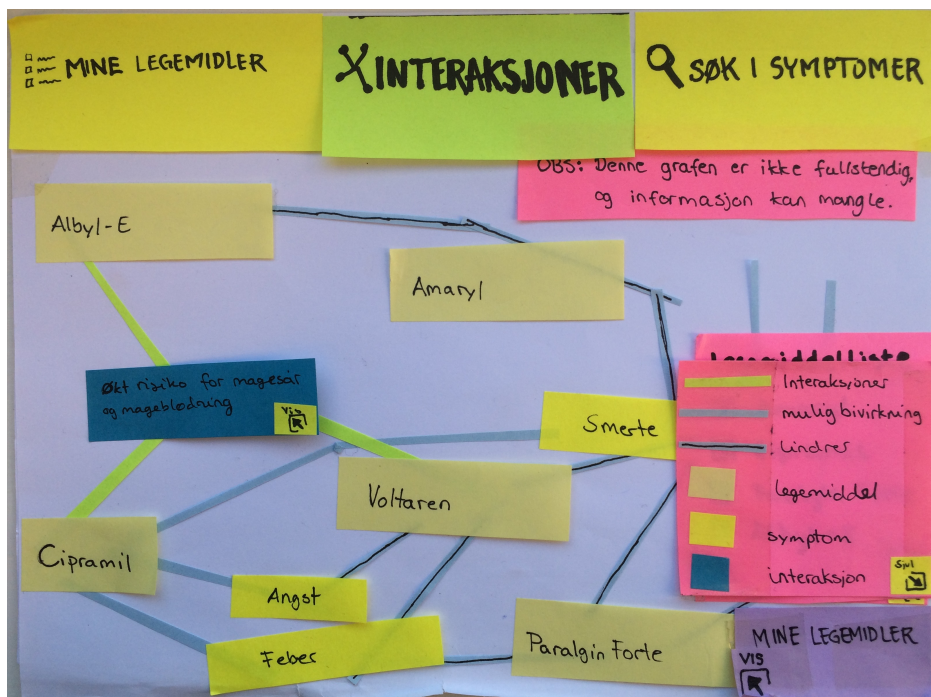 MINE LEGEMIDLER
INTERAKSJONER
SØK I SYMPTOMER
OBS: Denne grafen er ikke fullstendig,
og informasjon kan mangle.
Albyl-E
Amaryl
Økt risiko for magesår
og mageblødning
Vis
Smerte
Voltaren
Cipramil
Angst
Feber
Paralgin Forte
Legemiddelliste
Interaksjoner
mulig bivirkning
Lindrer
legemiddel
symptom
interaksjon
Sjul
MINE LEGEMIDLER
VIS